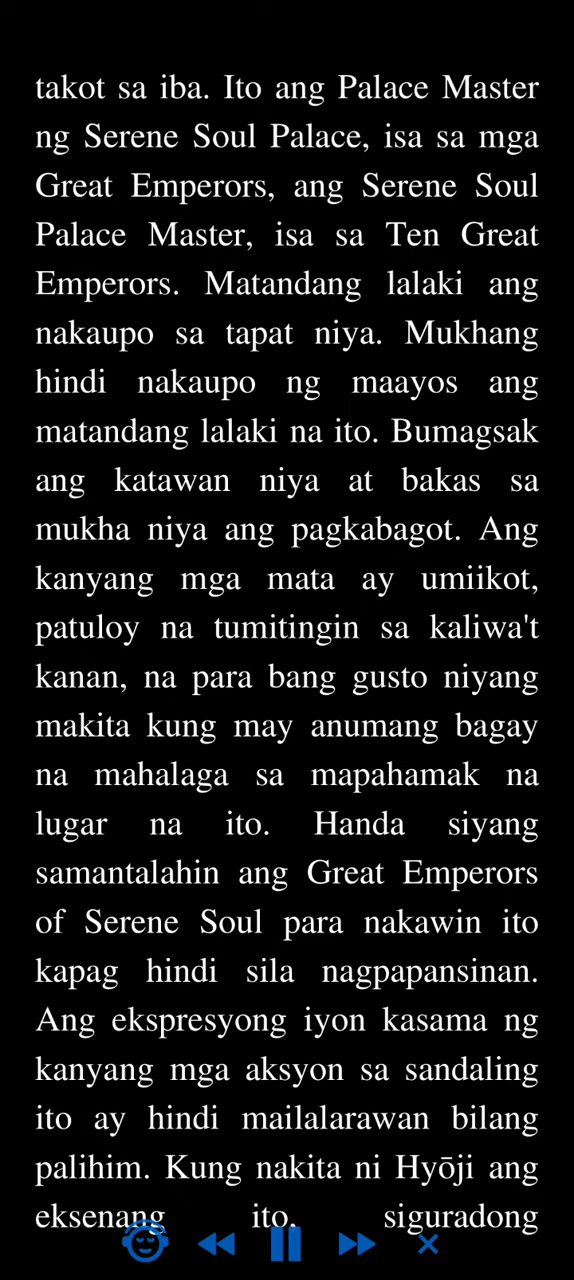 takot sa iba. Ito ang Palace Master
ng Serene Soul Palace, isa sa mga
Great Emperors, ang Serene Soul
Palace Master, isa sa Ten Great
Emperors. Matandang lalaki ang
nakaupo sa tapat niya. Mukhang
hindi nakaupo ng maayos ang
matandang lalaki na ito. Bumagsak
ang katawan niya at bakas sa
mukha niya ang pagkabagot. Ang
kanyang mga mata ay umiikot,
patuloy na tumitingin sa kaliwa't
kanan, na para bang gusto niyang
makita kung may anumang bagay
na mahalaga sa mapahamak na
lugar na ito. Handa siyang
samantalahin ang Great Emperors
of Serene Soul para nakawin ito
kapag hindi sila nagpapansinan.
Ang ekspresyong iyon kasama ng
kanyang mga aksyon sa sandaling
ito ay hindi mailalarawan bilang
palihim. Kung nakita ni Hyōji ang
eksenang ito, siguradong